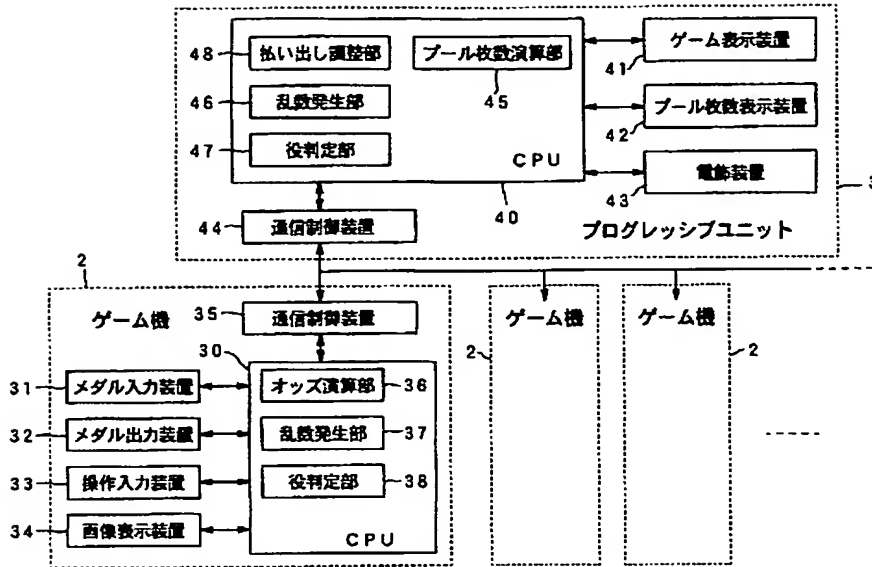 48
払い出し調整部
プール枚数演算部
45
46
乱数発生部
47
役判定部
CPU
40
ゲーム表示装置
41
プール枚数表示装置
42
電飾装置
43
3
44
通信制御装置
プログレッシブユニット
2
ゲーム機
35
通信制御装置
30
31
メダル入力装置
オッズ演算部
36
32
メダル出力装置
乱数発生部
37
33
操作入力装置
役判定部
38
34
画像表示装置
CPU
ゲーム機
2
ゲーム機
2